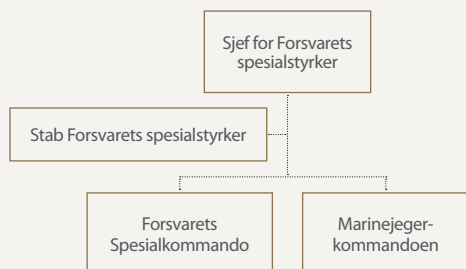 Sjef for Forsvarets
spesialstyrker
Stab Forsvarets spesialstyrker
Forsvarets
Spesialkommando
Marinejeger-
kommandoen